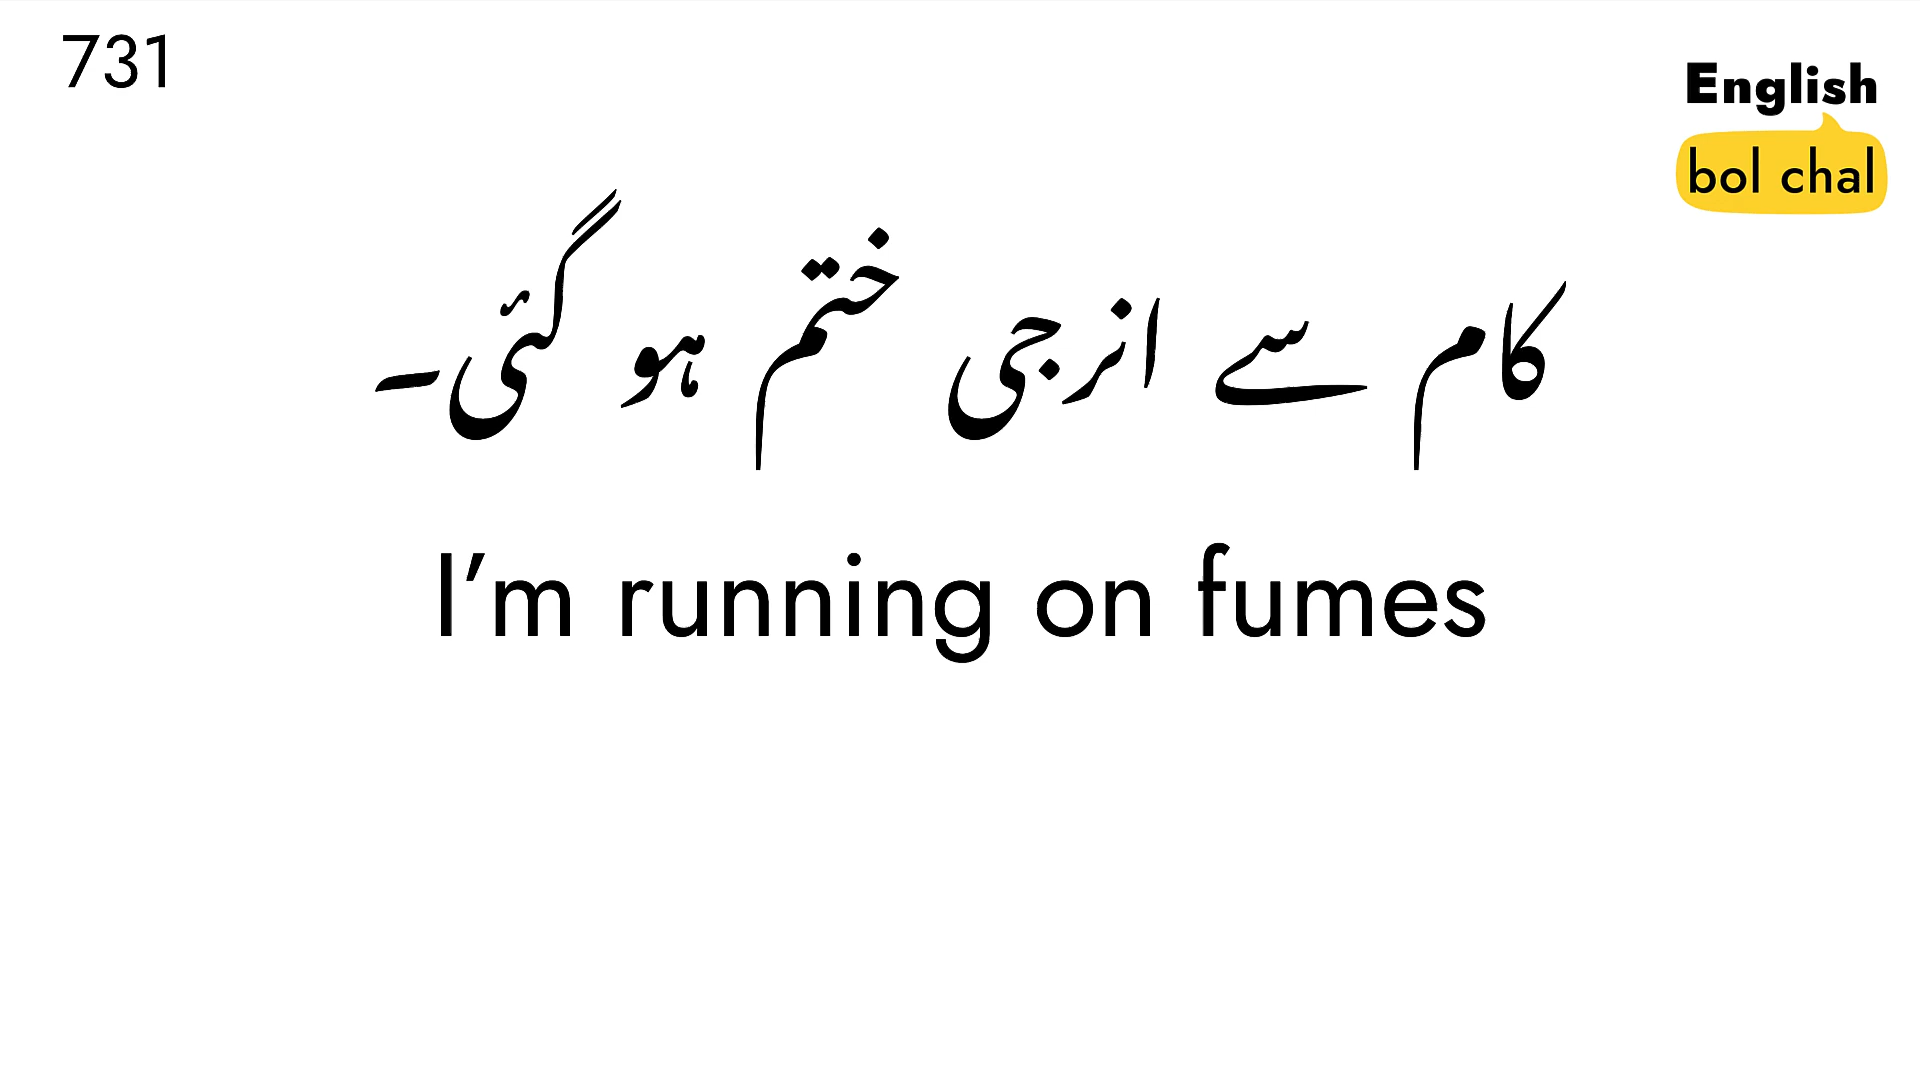 731
English
bol chal
کام سے انرجی ختم ہو گئی۔
I'm running on fumes